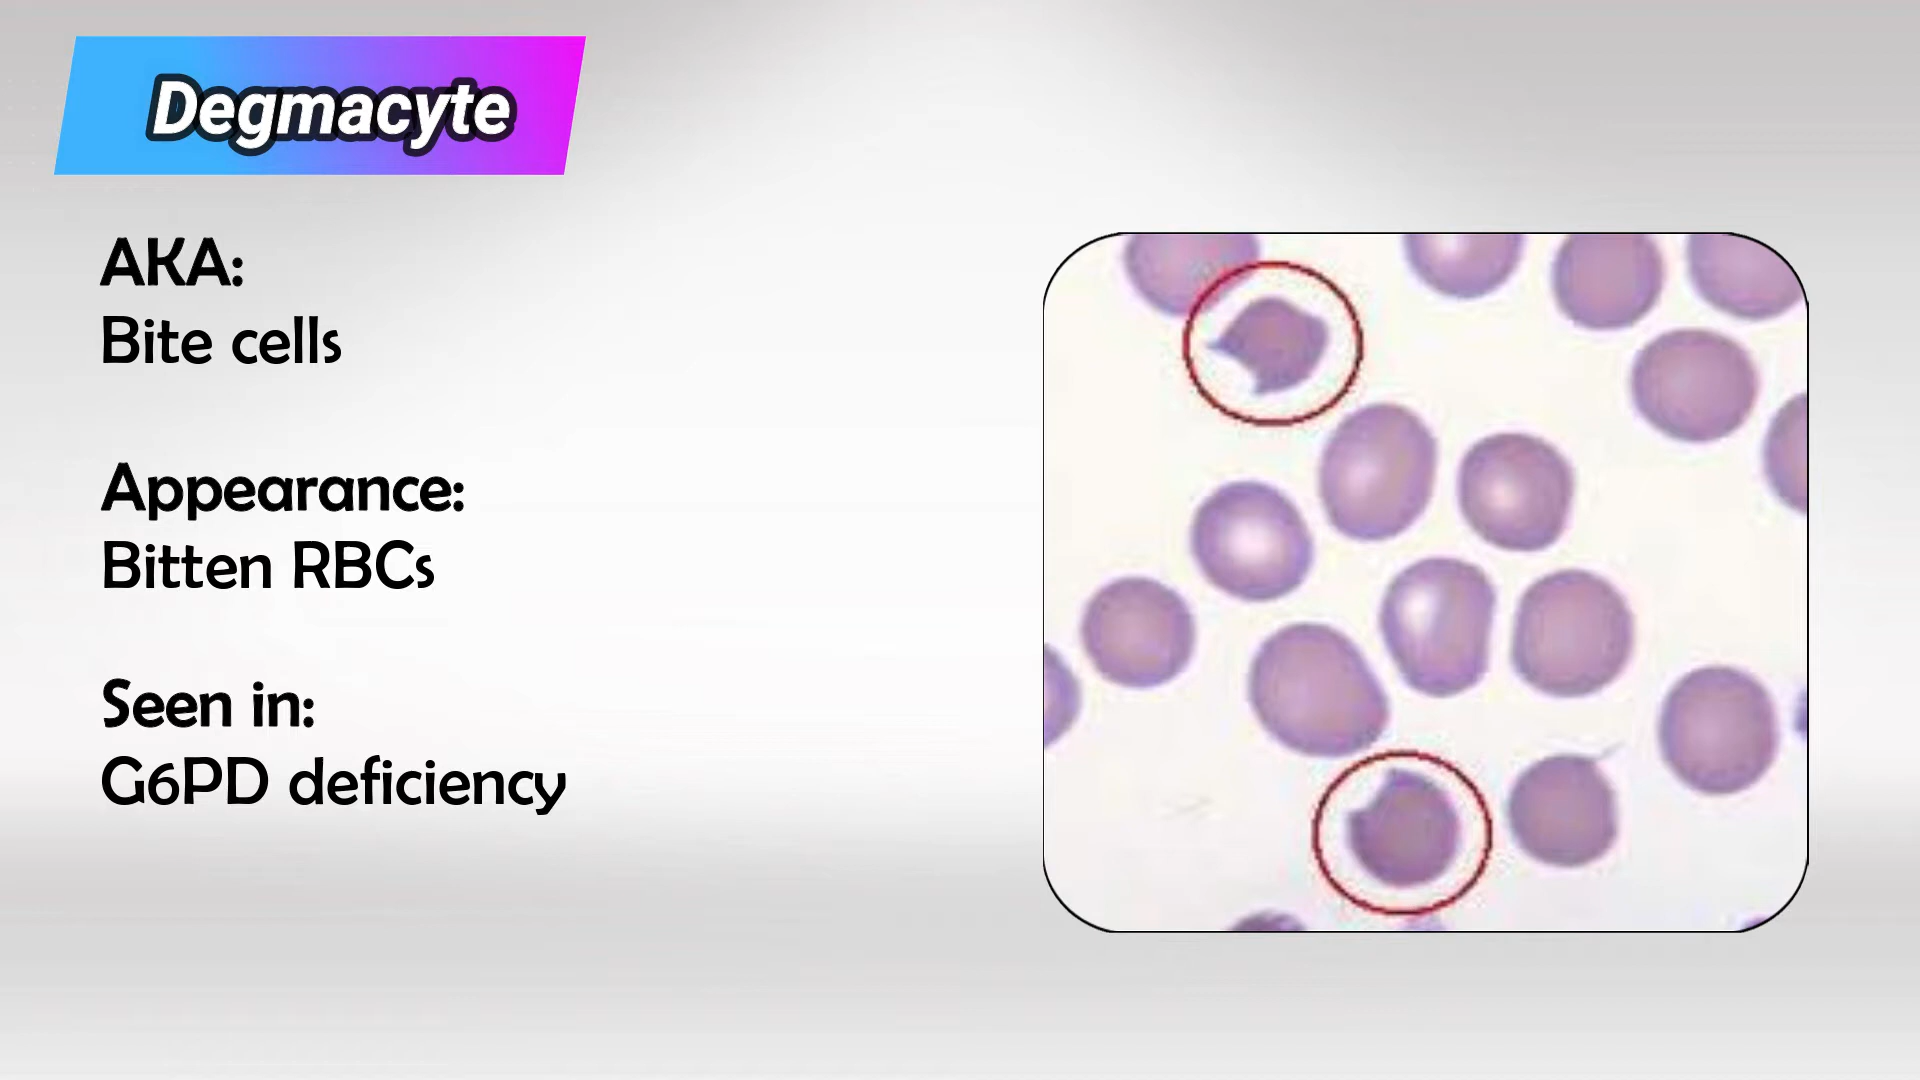 Degmacyte
AKA:
Bite cells
Appearance:
Bitten RBCs
Seen in:
G6PD deficiency